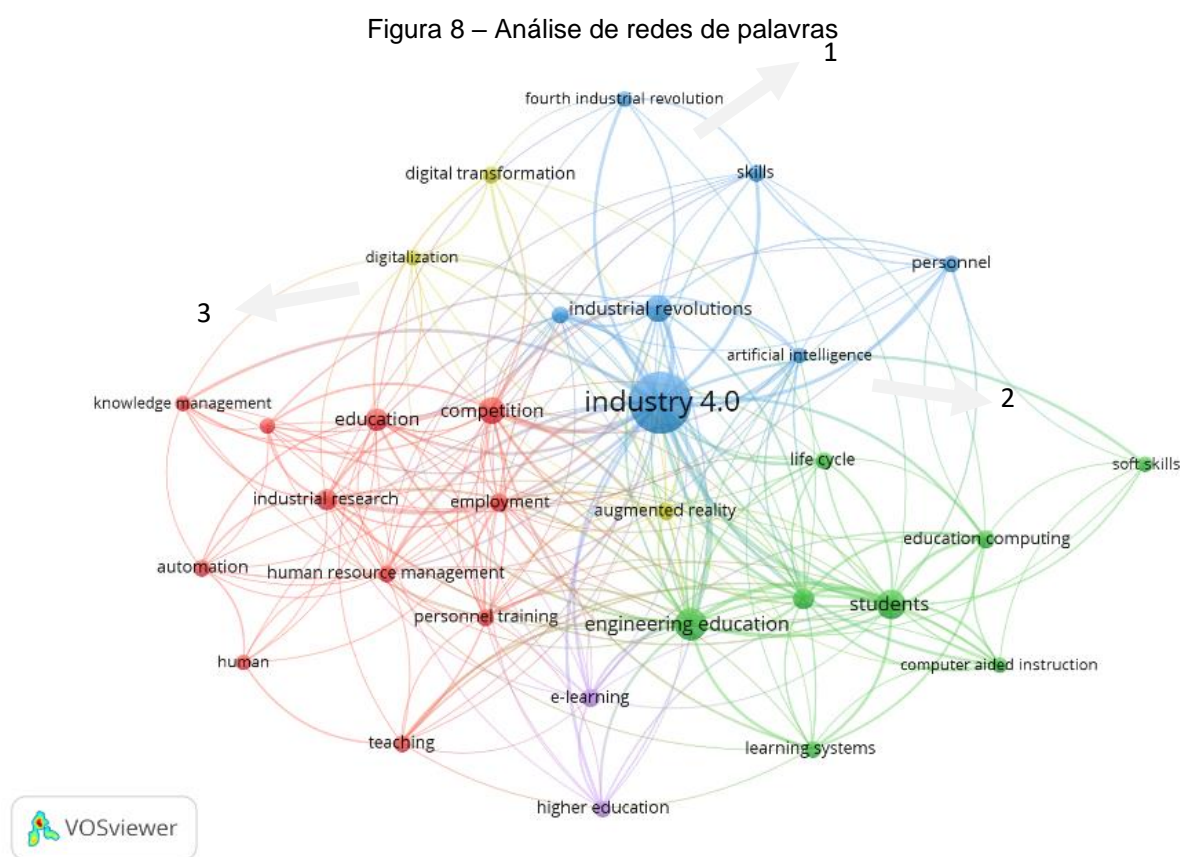 Figura 8 – Análise de redes de palavras
1
fourth industrial revolution
digital transformation
skills
digitalization
personnel
3
industrial revolutions
artificial intelligence
knowledge management
education
competition
industry 4.0
2
life cycle
soft skills
industrial research
employment
augmented reality
education computing
automation
human resource management
students
personnel training
engineering education
human
computer aided instruction
e-learning
teaching
learning systems
higher education
VOSviewer